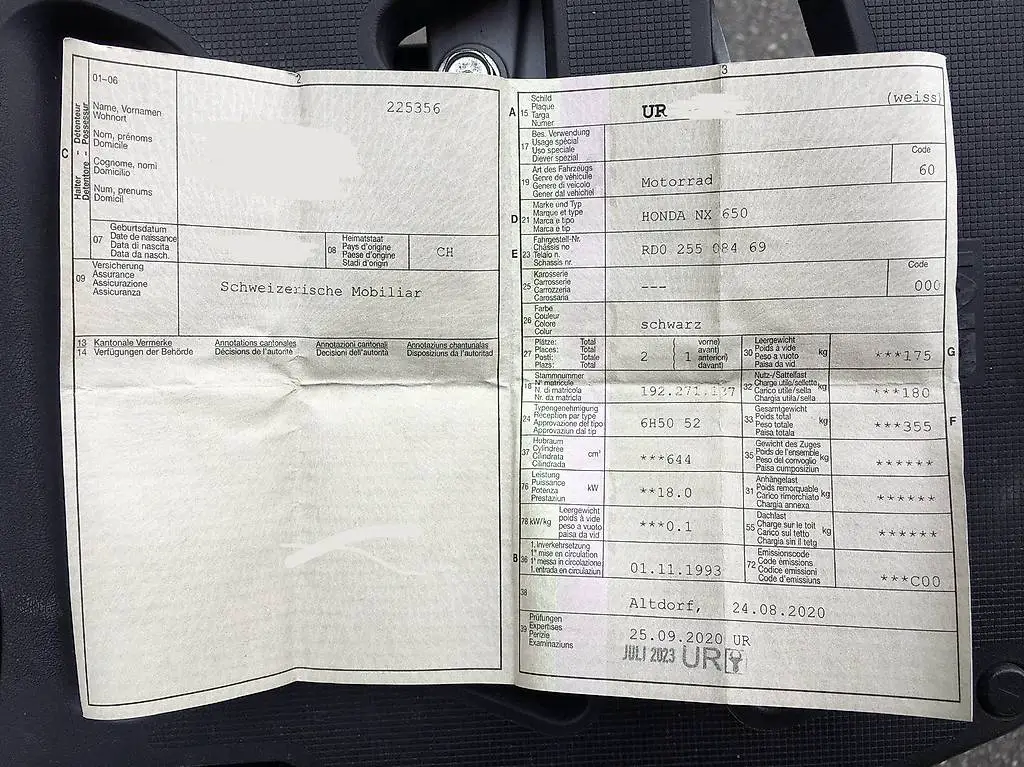 2
01-06
225356
C
Halter - Détenteur
Detentore - Possessur
Name, Vornamen
Wohnort
Nom, prénoms
Domicile
Cognome, nomi
Domicilio
Num, prenums
Domicil
07
Geburtsdatum
Date de naissance
Data di nascita
Data da nasch.
08
Heimatstaat
Pays d'origine
Paese d'origine
Stadi d'origin
CH
09
Versicherung
Assurance
Assicurazione
Assicuranza
Schweizerische Mobiliar
13 Kantonale Vermerke
14 Verfügungen der Behörde
Annotations cantonales
Décisions de l'autorité
Annotazioni cantonali
Decisioni dell'autorità
Annotaziuns chantunalas
Disposiziuns da l'autoritad
3
A
15
Schild
Plaque
Targa
Numer
UR
(weiss)
17
Bes. Verwendung
Usage spécial
Uso speciale
Diever spezial
19
Art des Fahrzeugs
Genre de véhicule
Genere di veicolo
Gener dal vehichel
Motorrad
Code
60
D
21
Marke und Typ
Marque et type
Marca e tipo
Marca e tip
HONDA NX 650
E
23
Fahrgestell-Nr.
Châssis no
Telaio n.
Schassis nr.
RD0 255 084 69
25
Karosserie
Carrosserie
Carrozzeria
Carossaria
---
Code
000
26
Farbe
Couleur
Colore
Colur
schwarz
27
Plätze: Total
Places: Total
Posti: Totale
Plazs: Total
2
1
vorne)
avant)
anteriori)
davant)
30
Leergewicht
Poids à vide
Peso a vuoto
Paisa da vid
kg
***175
G
18
Stammnummer
N° matricule
N. di matricola
Nr. da matricla
192.271.137
32
Nutz-/Sattellast
Charge utile/sellette
Carico utile/sella
Chargia utila/sella
kg
***180
24
Typengenehmigung
Réception par type
Approvazione del tipo
Approvaziun dal tip
6H50 52
33
Gesamtgewicht
Poids total
Peso totale
Paisa totala
kg
***355
F
37
Hubraum
Cylindrée
Cilindrata
Cilindrada
cm³
***644
35
Gewicht des Zuges
Poids de l'ensemble
Peso del convoglio
Paisa cumposiziun
kg
******
76
Leistung
Puissance
Potenza
Prestaziun
kW
**18.0
31
Anhängelast
Poids remorquable
Carico rimorchiato
Chargia annexa
kg
******
78 kW/kg
Leergewicht
poids à vide
peso a vuoto
paisa da vid
***0.1
55
Dachlast
Charge sur le toit
Carico sul tetto
Chargia sin il tetg
kg
******
B
36
1. Inverkehrsetzung
1re mise en circulation
1a messa in circolazione
1. entrada en circulaziun
01.11.1993
72
Emissionscode
Code émissions
Codice emissioni
Code d'emissiuns
***C00
38
Altdorf, 24.08.2020
39
Prüfungen
Expertises
Perizie
Examinaziuns
25.09.2020 UR
JULI 2023 UR